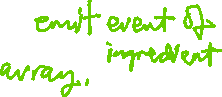 emit event of
ingredient
array.